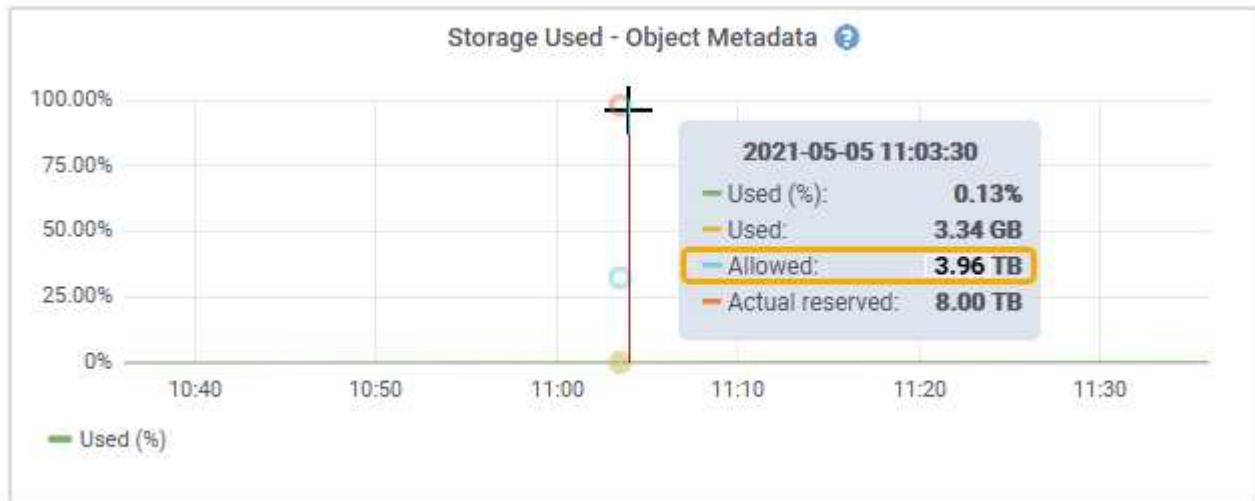 Storage Used - Object Metadata ?
100.00%
75.00%
50.00%
25.00%
0%
2021-05-05 11:03:30
Used (%): 0.13%
Used: 3.34 GB
Allowed: 3.96 TB
Actual reserved: 8.00 TB
10:40 10:50 11:00 11:10 11:20 11:30
Used (%)